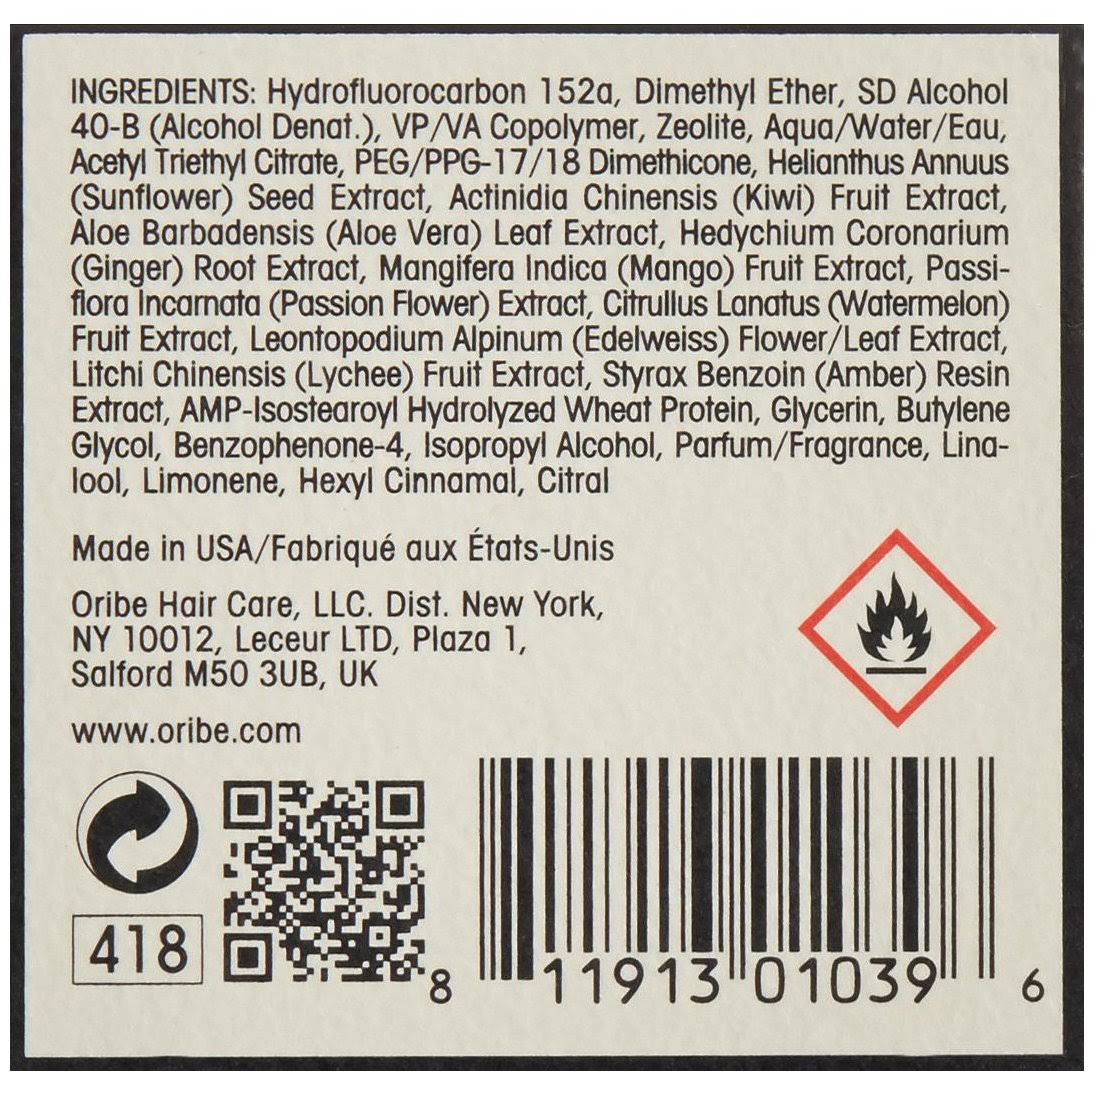 INGREDIENTS: Hydrofluorocarbon 152a, Dimethyl Ether, SD Alcohol
40-B (Alcohol Denat.), VP/VA Copolymer, Zeolite, Aqua/Water/Eau,
Acetyl Triethyl Citrate, PEG/PPG-17/18 Dimethicone, Helianthus Annuus
(Sunflower) Seed Extract, Actinidia Chinensis (Kiwi) Fruit Extract,
Aloe Barbadensis (Aloe Vera) Leaf Extract, Hedychium Coronarium
(Ginger) Root Extract, Mangifera Indica (Mango) Fruit Extract, Passi-
flora Incarnata (Passion Flower) Extract, Citrullus Lanatus (Watermelon)
Fruit Extract, Leontopodium Alpinum (Edelweiss) Flower/Leaf Extract,
Litchi Chinensis (Lychee) Fruit Extract, Styrax Benzoin (Amber) Resin
Extract, AMP-Isostearoyl Hydrolyzed Wheat Protein, Glycerin, Butylene
Glycol, Benzophenone-4, Isopropyl Alcohol, Parfum/Fragrance, Lina-
lool, Limonene, Hexyl Cinnamal, Citral
Made in USA/Fabriqué aux États-Unis
Oribe Hair Care, LLC. Dist. New York,
NY 10012, Leceur LTD, Plaza 1,
Salford M50 3UB, UK
www.oribe.com
418
8 11913 01039 6